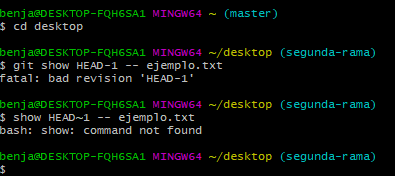 benja@DESKTOP-FQH6SA1 MINGW64 ~ (master)
$ cd desktop
benja@DESKTOP-FQH6SA1 MINGW64 ~/desktop (segunda-rama)
$ git show HEAD-1 -- ejemplo.txt
fatal: bad revision 'HEAD-1'
benja@DESKTOP-FQH6SA1 MINGW64 ~/desktop (segunda-rama)
$ show HEAD~1 -- ejemplo.txt
bash: show: command not found
benja@DESKTOP-FQH6SA1 MINGW64 ~/desktop (segunda-rama)
$